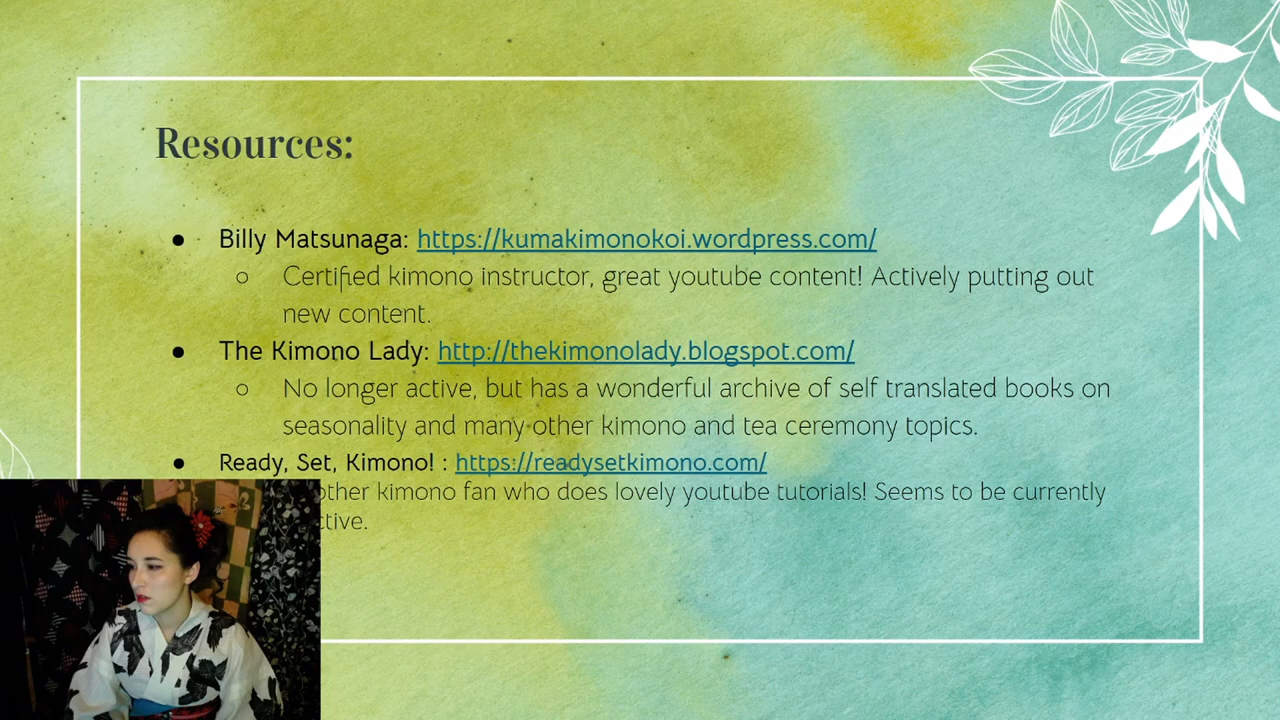 Resources:
● Billy Matsunaga: https://kumakimonokoi.wordpress.com/
○ Certified kimono instructor, great youtube content! Actively putting out
new content.
● The Kimono Lady: http://thekimonolady.blogspot.com/
○ No longer active, but has a wonderful archive of self translated books on
seasonality and many other kimono and tea ceremony topics.
● Ready, Set, Kimono! : https://readysetkimono.com/
other kimono fan who does lovely youtube tutorials! Seems to be currently
ctive.